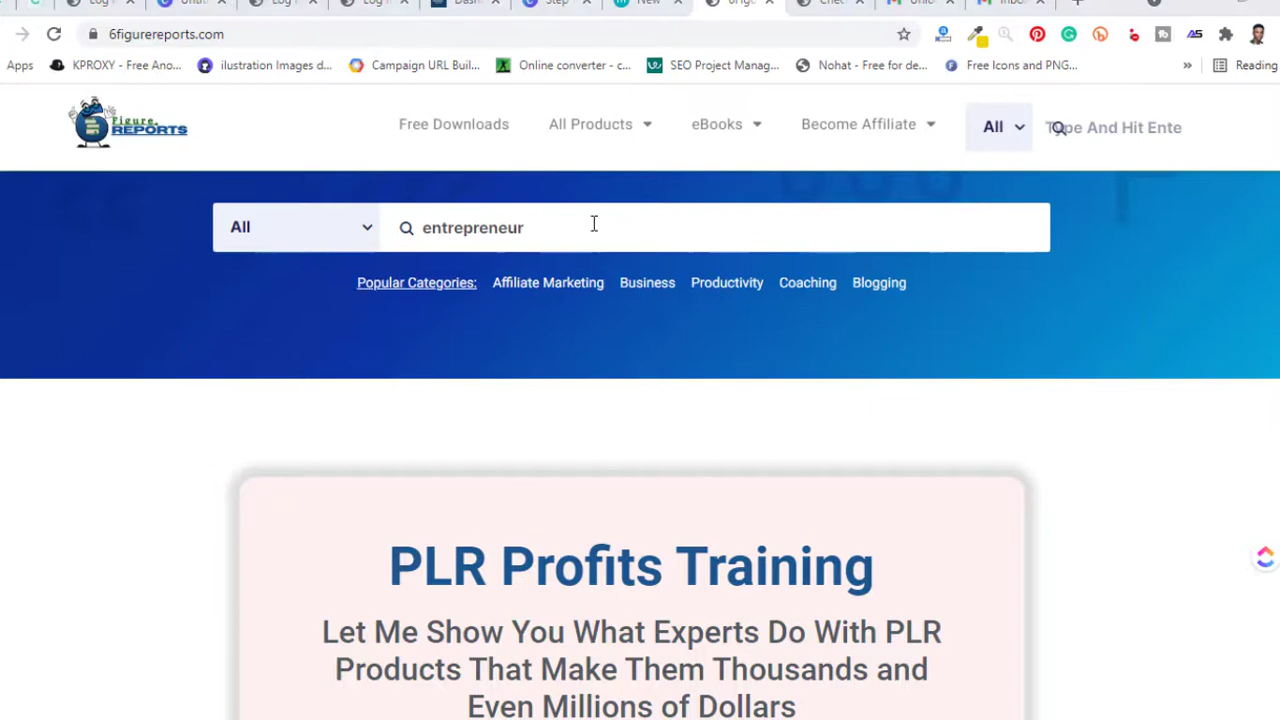 6figurereports.com
Apps KPROXY - Free Ano... ilustration Images d... Campaign URL Buil... Online converter - c... SEO Project Manag... Nohat - Free for de... Free Icons and PNG... » Reading
Figure REPORTS Free Downloads All Products eBooks Become Affiliate All Type And Hit Ente
All entrepreneur
Popular Categories: Affiliate Marketing Business Productivity Coaching Blogging
PLR Profits Training
Let Me Show You What Experts Do With PLR
Products That Make Them Thousands and
Even Millions of Dollars